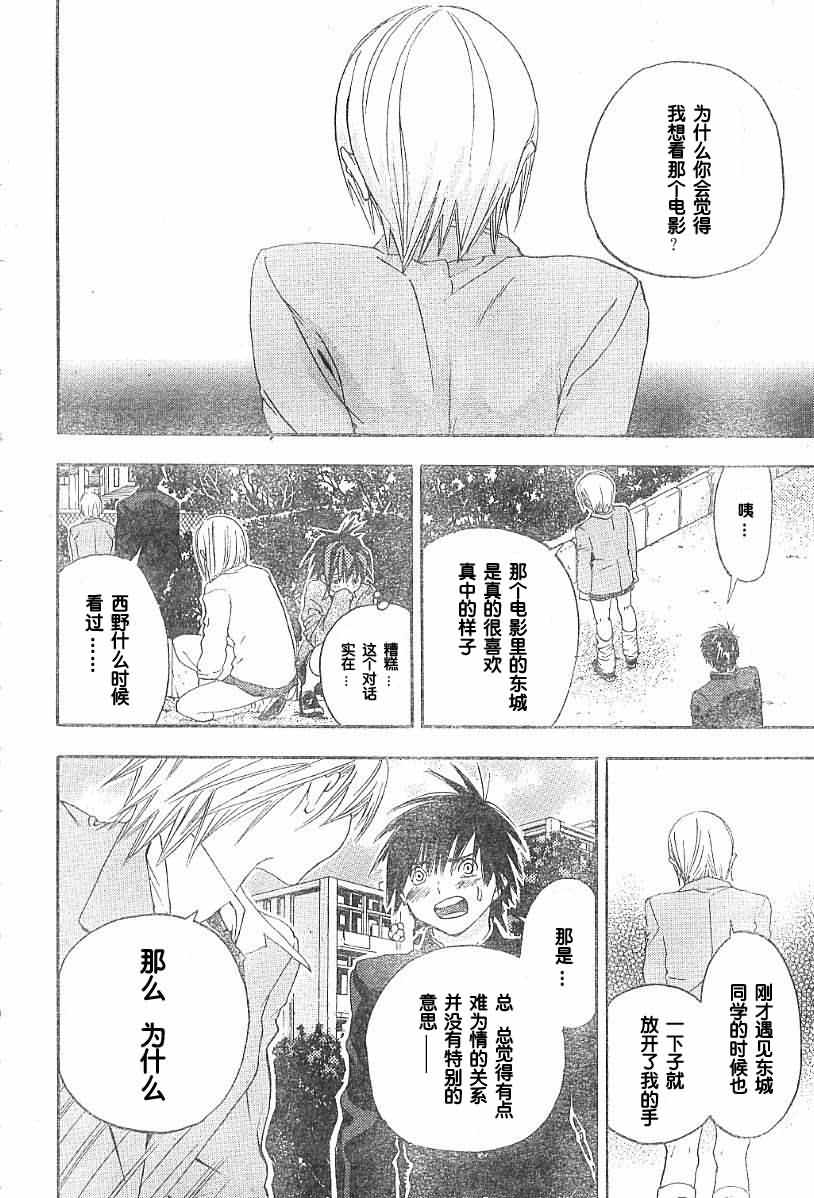 为什么你会觉得
我想看那个电影？
咦…
那个电影里的东城
是真的很喜欢
真中的样子
糟糕…
这个对话
实在…
西野什么时候
看过……
刚才遇见东城
同学的时候也
一下子就
放开了我的手
那是…
总 总觉得有点
难为情的关系
并没有特别的
意思——
那么 为什么